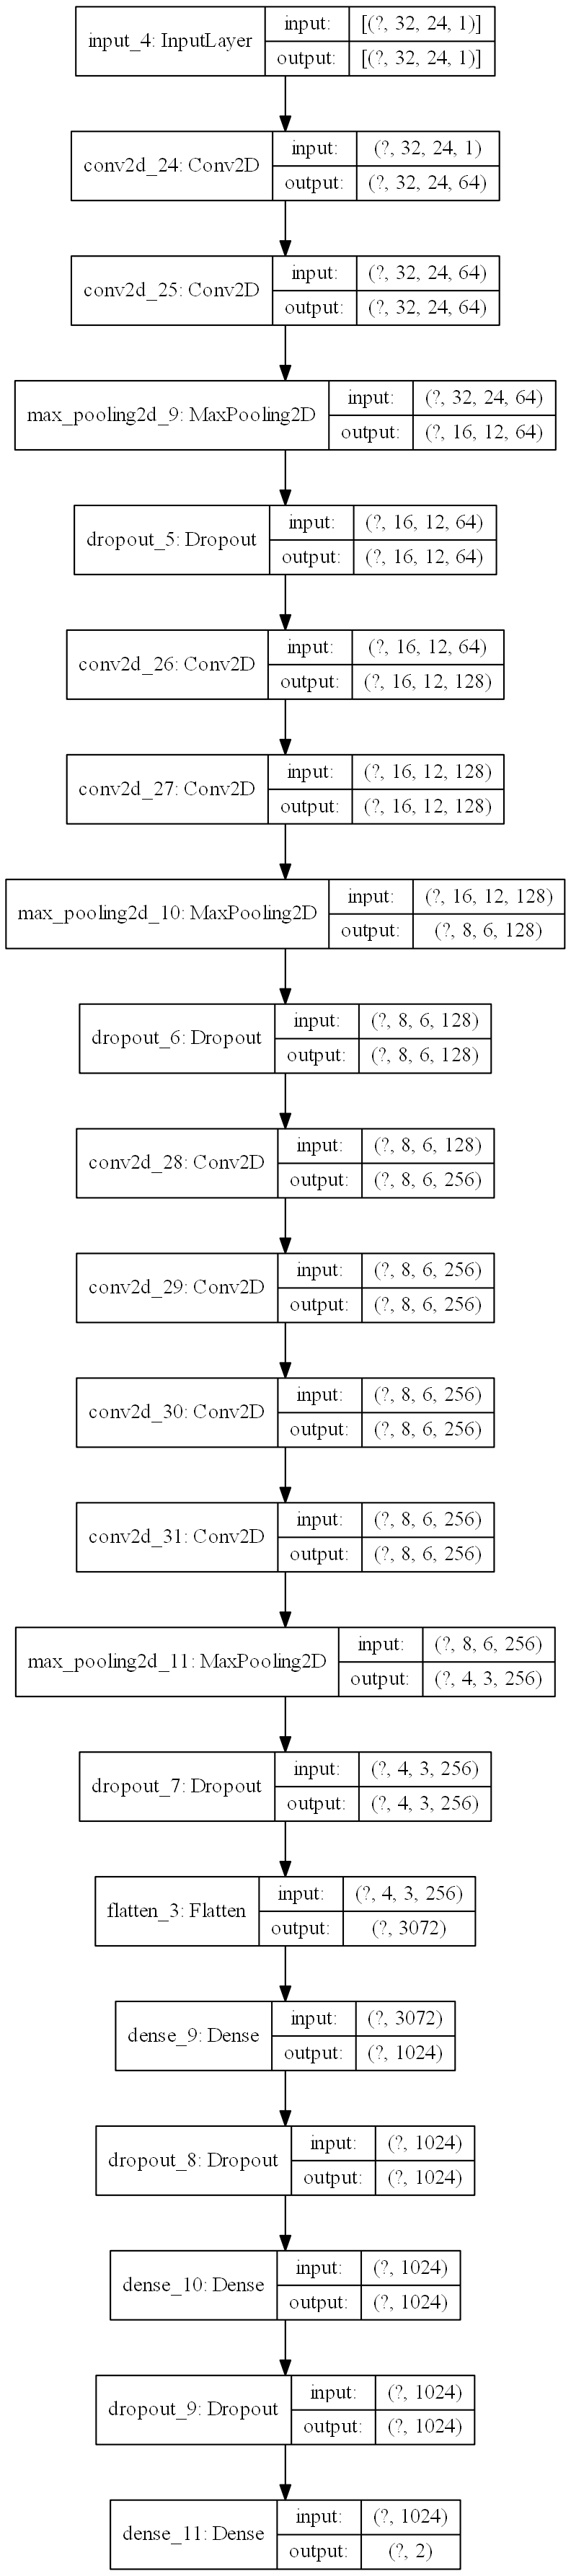 input_4: InputLayer
input: [(?, 32, 24, 1)]
output: [(?, 32, 24, 1)]
conv2d_24: Conv2D
input: (?, 32, 24, 1)
output: (?, 32, 24, 64)
conv2d_25: Conv2D
input: (?, 32, 24, 64)
output: (?, 32, 24, 64)
max_pooling2d_9: MaxPooling2D
input: (?, 32, 24, 64)
output: (?, 16, 12, 64)
dropout_5: Dropout
input: (?, 16, 12, 64)
output: (?, 16, 12, 64)
conv2d_26: Conv2D
input: (?, 16, 12, 64)
output: (?, 16, 12, 128)
conv2d_27: Conv2D
input: (?, 16, 12, 128)
output: (?, 16, 12, 128)
max_pooling2d_10: MaxPooling2D
input: (?, 16, 12, 128)
output: (?, 8, 6, 128)
dropout_6: Dropout
input: (?, 8, 6, 128)
output: (?, 8, 6, 128)
conv2d_28: Conv2D
input: (?, 8, 6, 128)
output: (?, 8, 6, 256)
conv2d_29: Conv2D
input: (?, 8, 6, 256)
output: (?, 8, 6, 256)
conv2d_30: Conv2D
input: (?, 8, 6, 256)
output: (?, 8, 6, 256)
conv2d_31: Conv2D
input: (?, 8, 6, 256)
output: (?, 8, 6, 256)
max_pooling2d_11: MaxPooling2D
input: (?, 8, 6, 256)
output: (?, 4, 3, 256)
dropout_7: Dropout
input: (?, 4, 3, 256)
output: (?, 4, 3, 256)
flatten_3: Flatten
input: (?, 4, 3, 256)
output: (?, 3072)
dense_9: Dense
input: (?, 3072)
output: (?, 1024)
dropout_8: Dropout
input: (?, 1024)
output: (?, 1024)
dense_10: Dense
input: (?, 1024)
output: (?, 1024)
dropout_9: Dropout
input: (?, 1024)
output: (?, 1024)
dense_11: Dense
input: (?, 1024)
output: (?, 2)